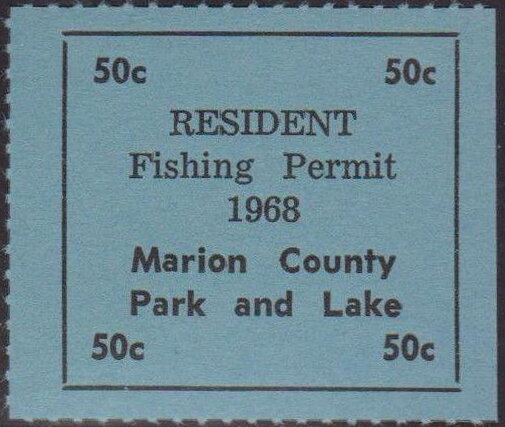 50c 50c
RESIDENT
Fishing Permit
1968
Marion County
Park and Lake
50c 50c